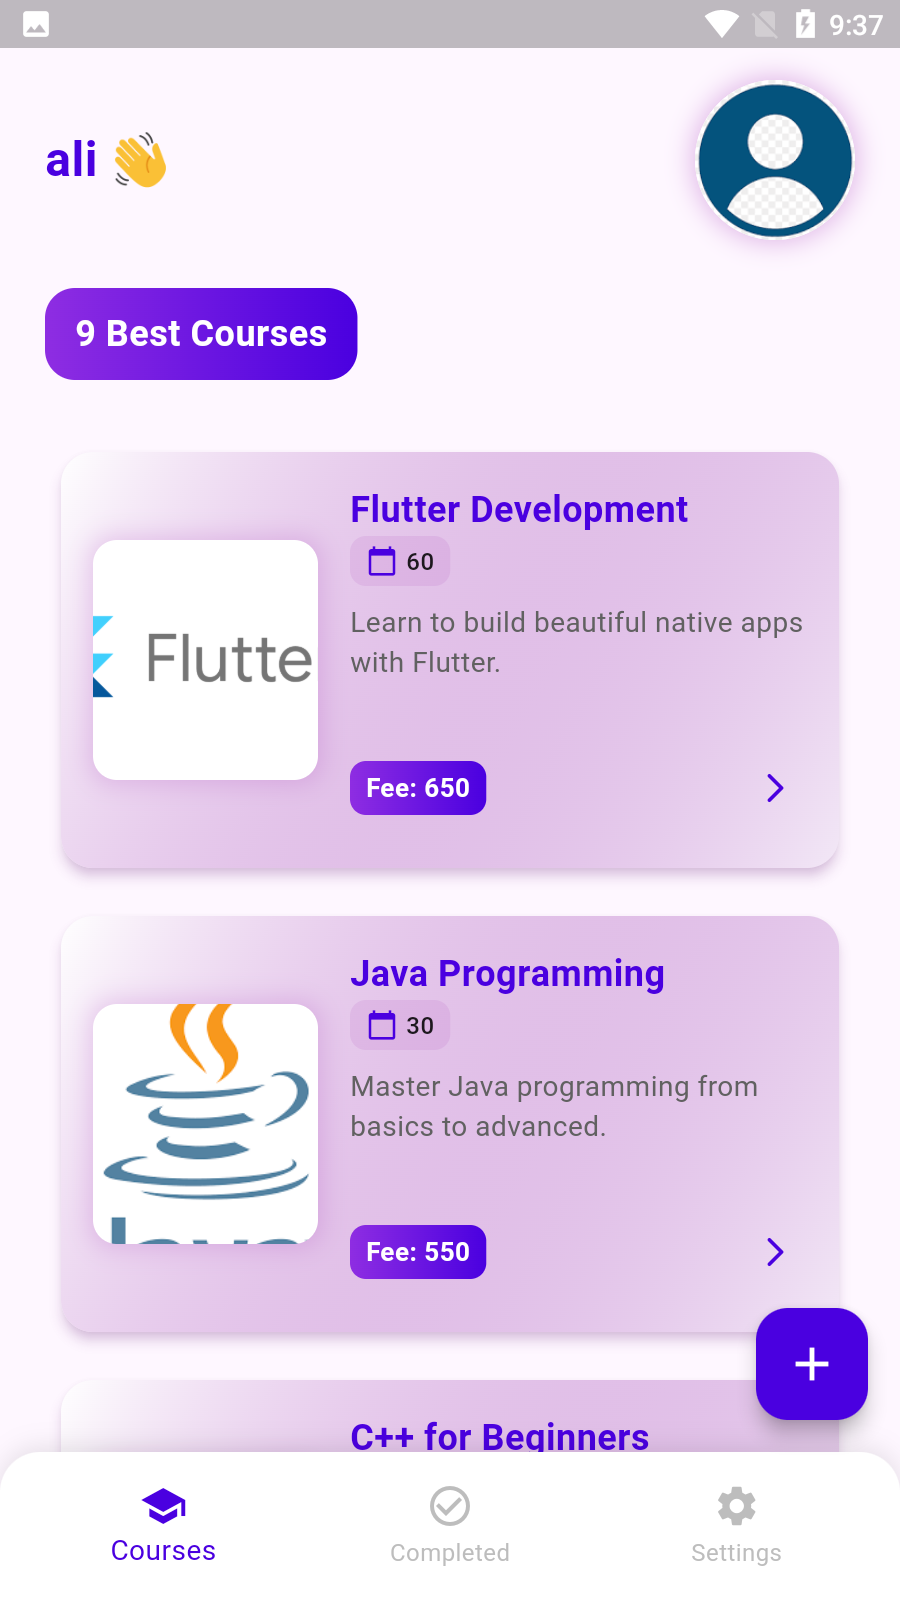 9:37
ali 👋
9 Best Courses
Flutter Development
60
Flutte
Learn to build beautiful native apps
with Flutter.
Fee: 650
Java Programming
30
Master Java programming from
basics to advanced.
Java
Fee: 550
C++ for Beginners
Courses
Completed
Settings